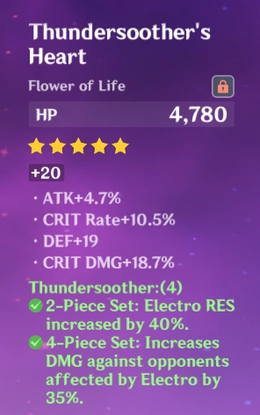 Thundersoother's
Heart
Flower of Life
HP 4,780
+20
· ATK+4.7%
· CRIT Rate+10.5%
· DEF+19
· CRIT DMG+18.7%
Thundersoother:(4)
2-Piece Set: Electro RES
increased by 40%.
4-Piece Set: Increases
DMG against opponents
affected by Electro by
35%.